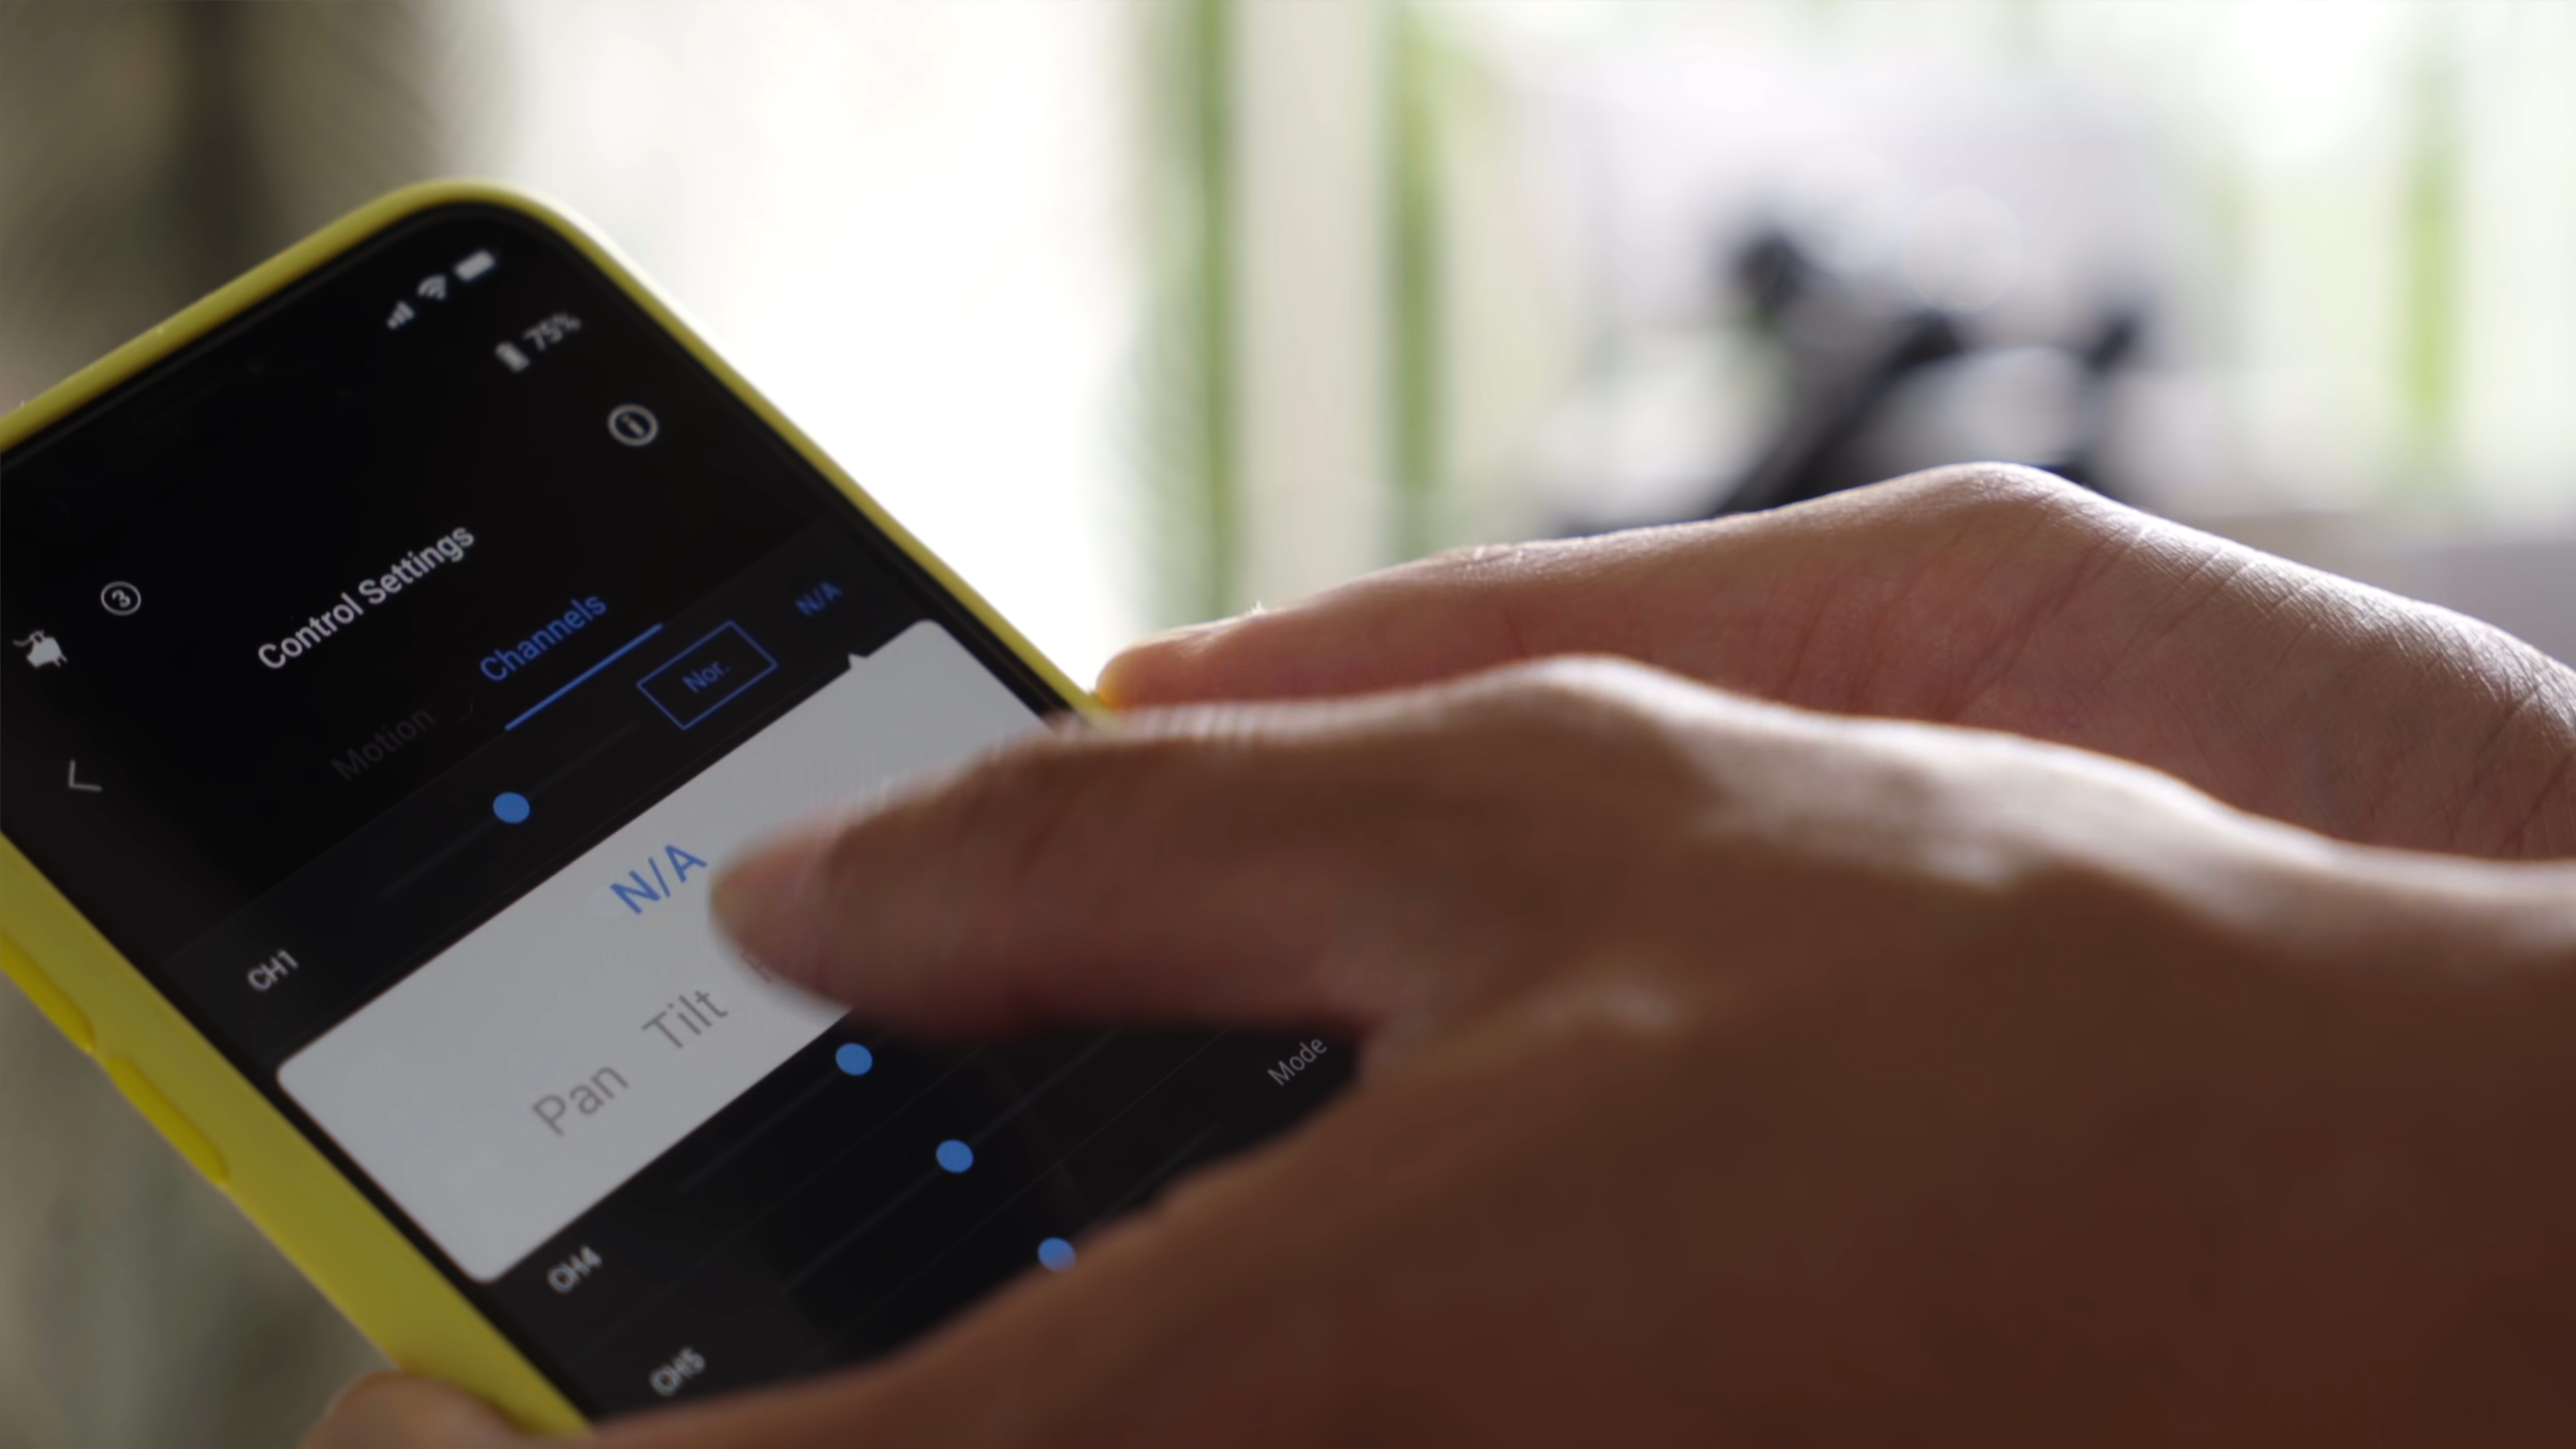 75%
3
Control Settings
Motion Channels
CH1 Nor. N/A
Pan Tilt N/A
CH4
CH5
Mode